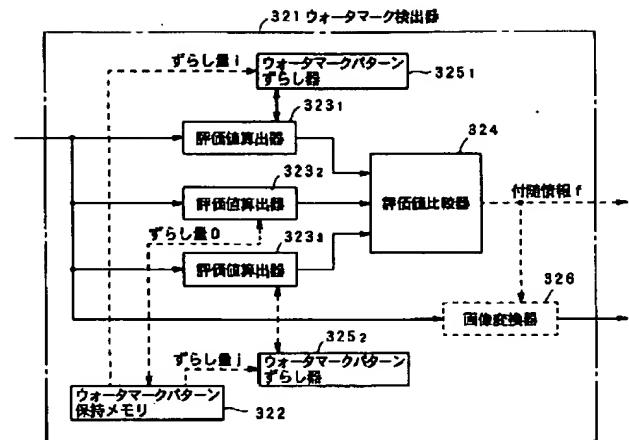 321 ウォータマーク検出器
ずらし量i
ウォータマークパターン
ずらし器
325₁
323₁
評価値算出器
324
323₂
評価値算出器
評価値比較器
付随情報f
ずらし量0
323₃
評価値算出器
326
画像変換器
325₂
ずらし量j
ウォータマークパターン
ずらし器
ウォータマークパターン
保持メモリ
322